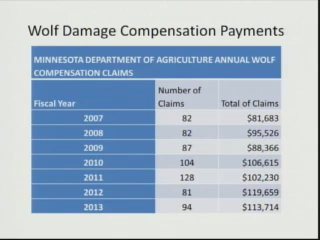 Wolf Damage Compensation Payments
MINNESOTA DEPARTMENT OF AGRICULTURE ANNUAL WOLF
COMPENSATION CLAIMS
Fiscal Year Number of Claims Total of Claims
2007 82 $81,683
2008 82 $95,526
2009 87 $88,366
2010 104 $106,615
2011 128 $102,230
2012 81 $119,659
2013 94 $113,714